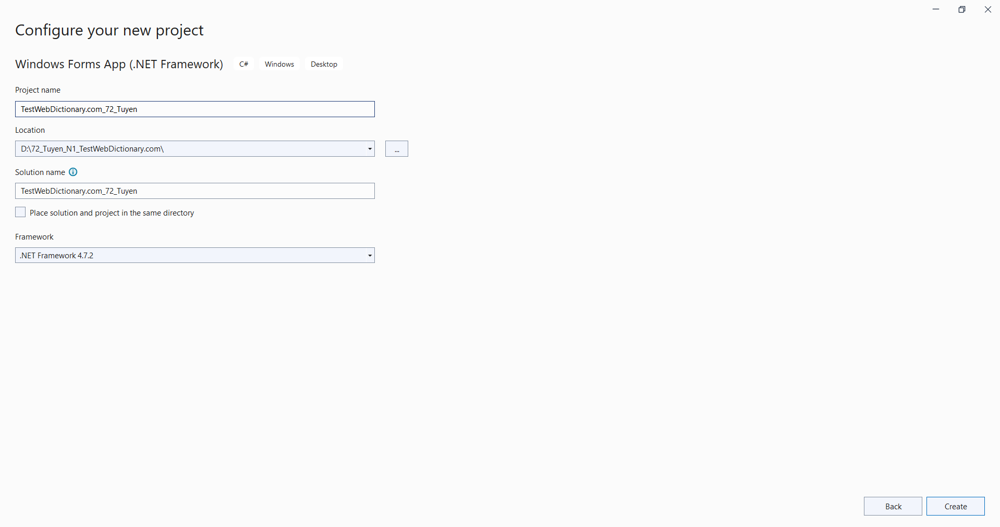 Configure your new project
Windows Forms App (.NET Framework) C# Windows Desktop
Project name
TestWebDictionary.com_72_Tuyen
Location
D:\72_Tuyen_N1_TestWebDictionary.com\
...
Solution name
TestWebDictionary.com_72_Tuyen
Place solution and project in the same directory
Framework
.NET Framework 4.7.2
Back Create